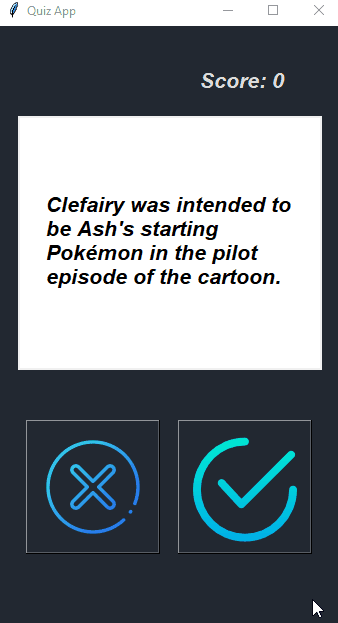 Quiz App
Score: 0
Clefairy was intended to
be Ash's starting
Pokémon in the pilot
episode of the cartoon.